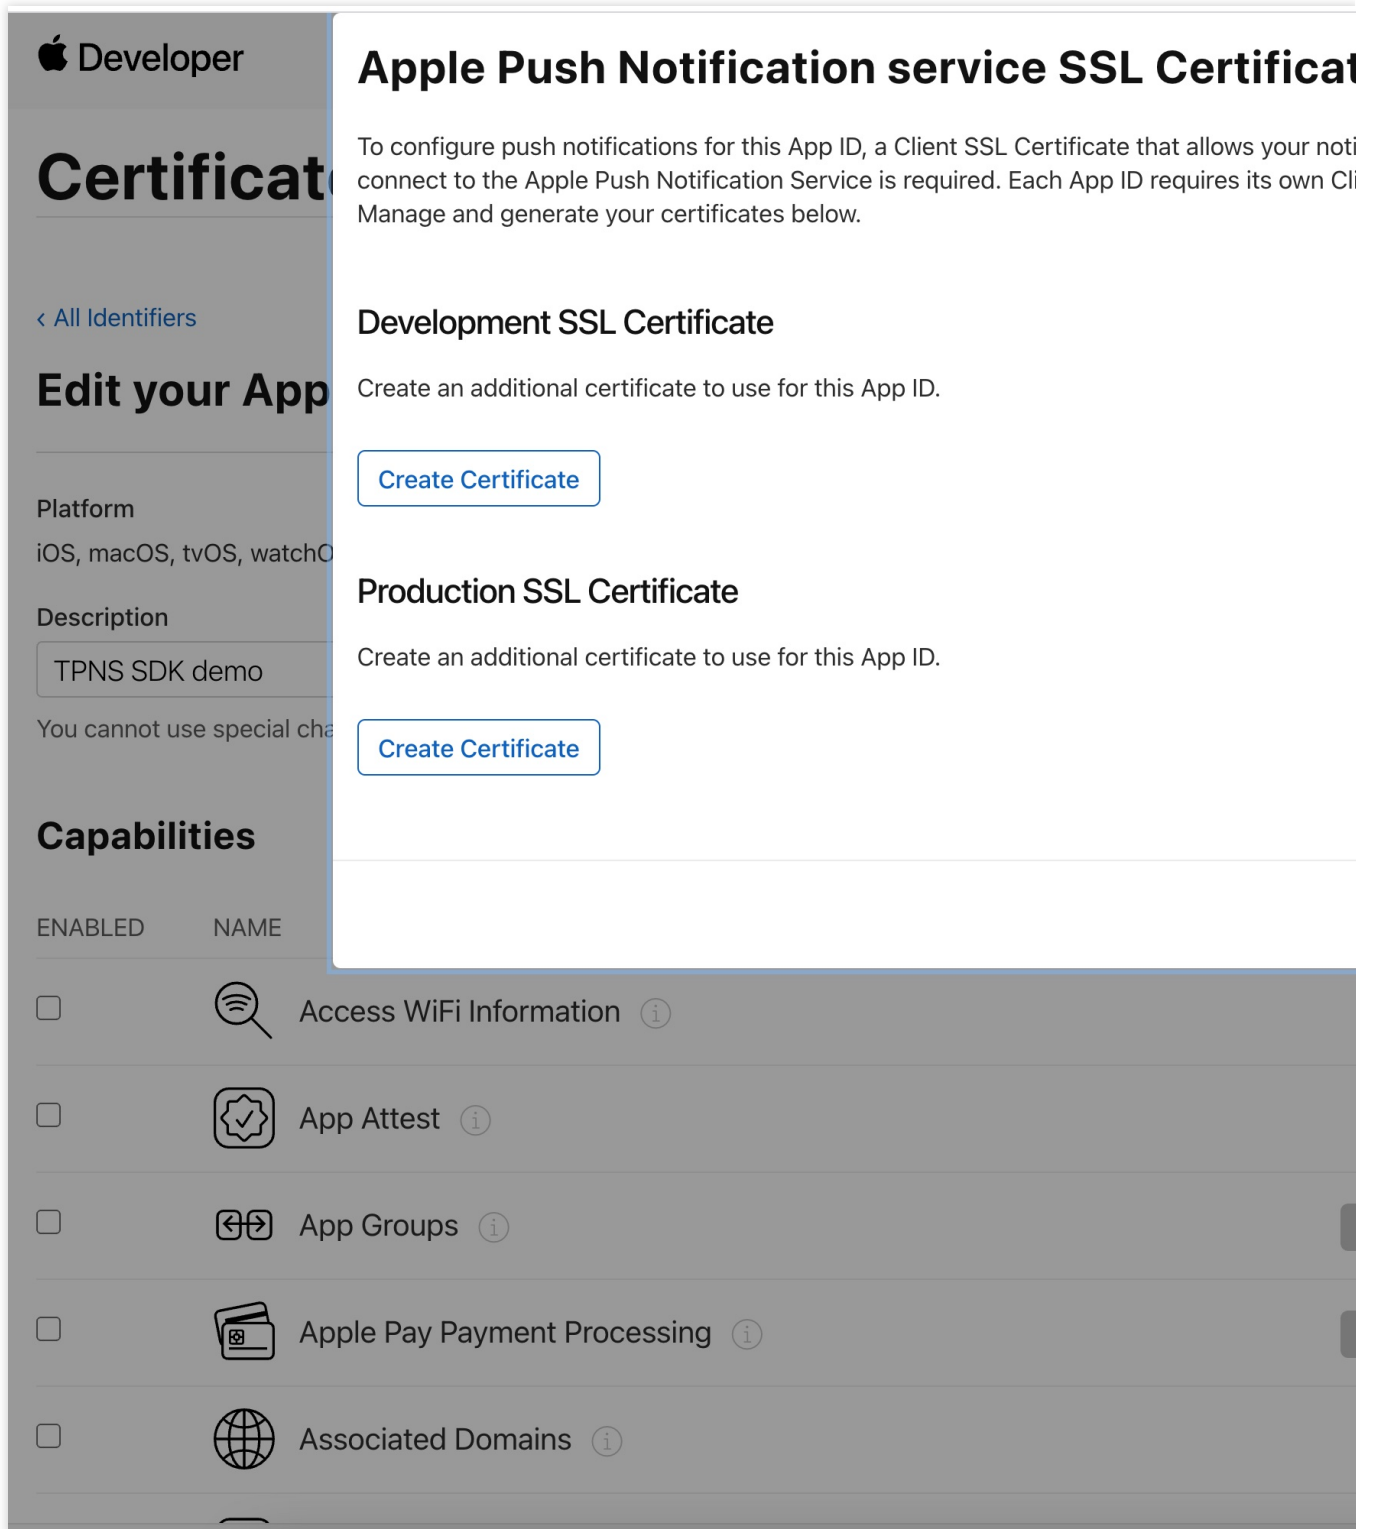 Developer
Apple Push Notification service SSL Certificat
To configure push notifications for this App ID, a Client SSL Certificate that allows your noti
connect to the Apple Push Notification Service is required. Each App ID requires its own Cli
Manage and generate your certificates below.
Certificat
Development SSL Certificate
Create an additional certificate to use for this App ID.
Create Certificate
Production SSL Certificate
Create an additional certificate to use for this App ID.
Create Certificate
‹ All Identifiers
Edit your App
Platform
iOS, macOS, tvOS, watchO
Description
TPNS SDK demo
You cannot use special cha
Capabilities
ENABLED NAME
Access WiFi Information
App Attest
App Groups
Apple Pay Payment Processing
Associated Domains